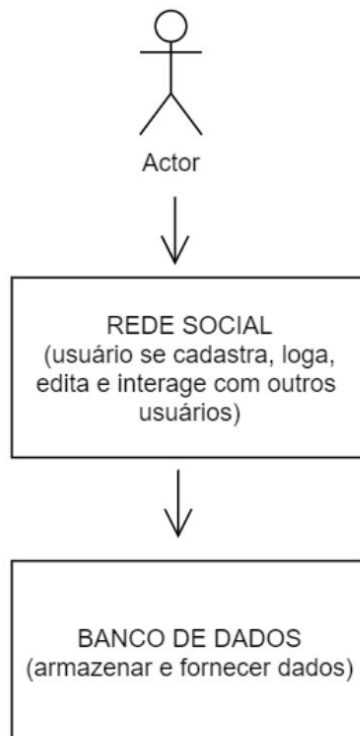 Actor
REDE SOCIAL
(usuário se cadastra, loga,
edita e interage com outros
usuários)
BANCO DE DADOS
(armazenar e fornecer dados)